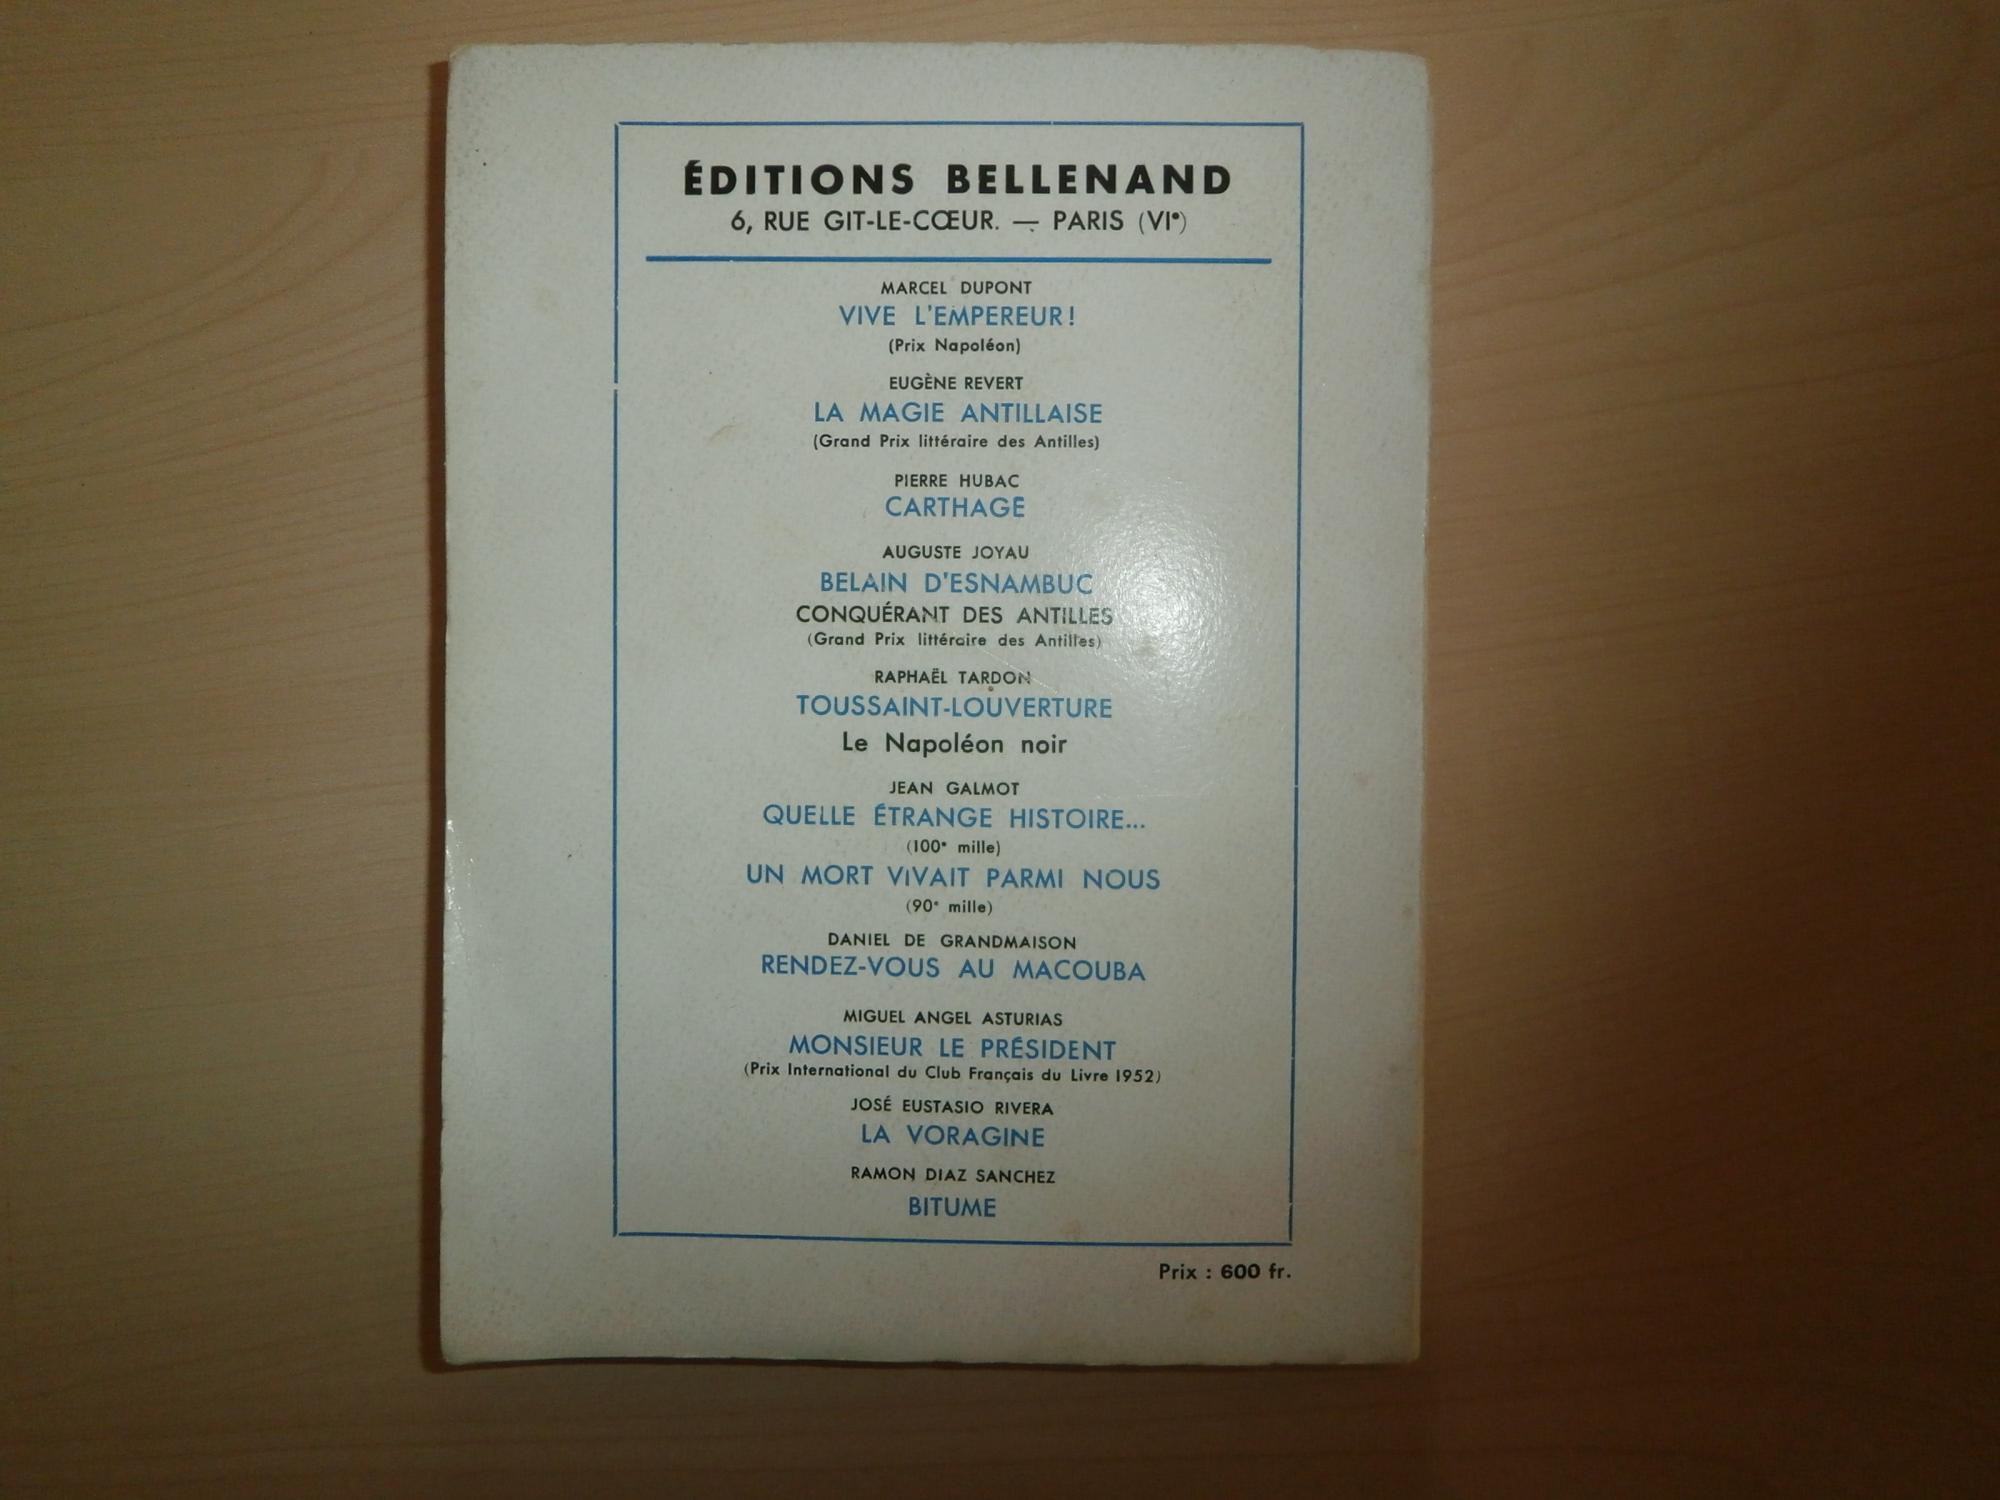 ÉDITIONS BELLENAND
6, RUE GIT-LE-CŒUR. — PARIS (VIᵉ)
MARCEL DUPONT
VIVE L'EMPEREUR!
(Prix Napoléon)
EUGÈNE REVERT
LA MAGIE ANTILLAISE
(Grand Prix littéraire des Antilles)
PIERRE HUBAC
CARTHAGE
AUGUSTE JOYAU
BELAIN D'ESNAMBUC
CONQUÉRANT DES ANTILLES
(Grand Prix littéraire des Antilles)
RAPHAËL TARDON
TOUSSAINT-LOUVERTURE
Le Napoléon noir
JEAN GALMOT
QUELLE ÉTRANGE HISTOIRE...
(100ᵉ mille)
UN MORT VIVAIT PARMI NOUS
(90ᵉ mille)
DANIEL DE GRANDMAISON
RENDEZ-VOUS AU MACOUBA
MIGUEL ANGEL ASTURIAS
MONSIEUR LE PRÉSIDENT
(Prix International du Club Français du Livre 1952)
JOSÉ EUSTASIO RIVERA
LA VORAGINE
RAMON DIAZ SANCHEZ
BITUME
Prix : 600 fr.